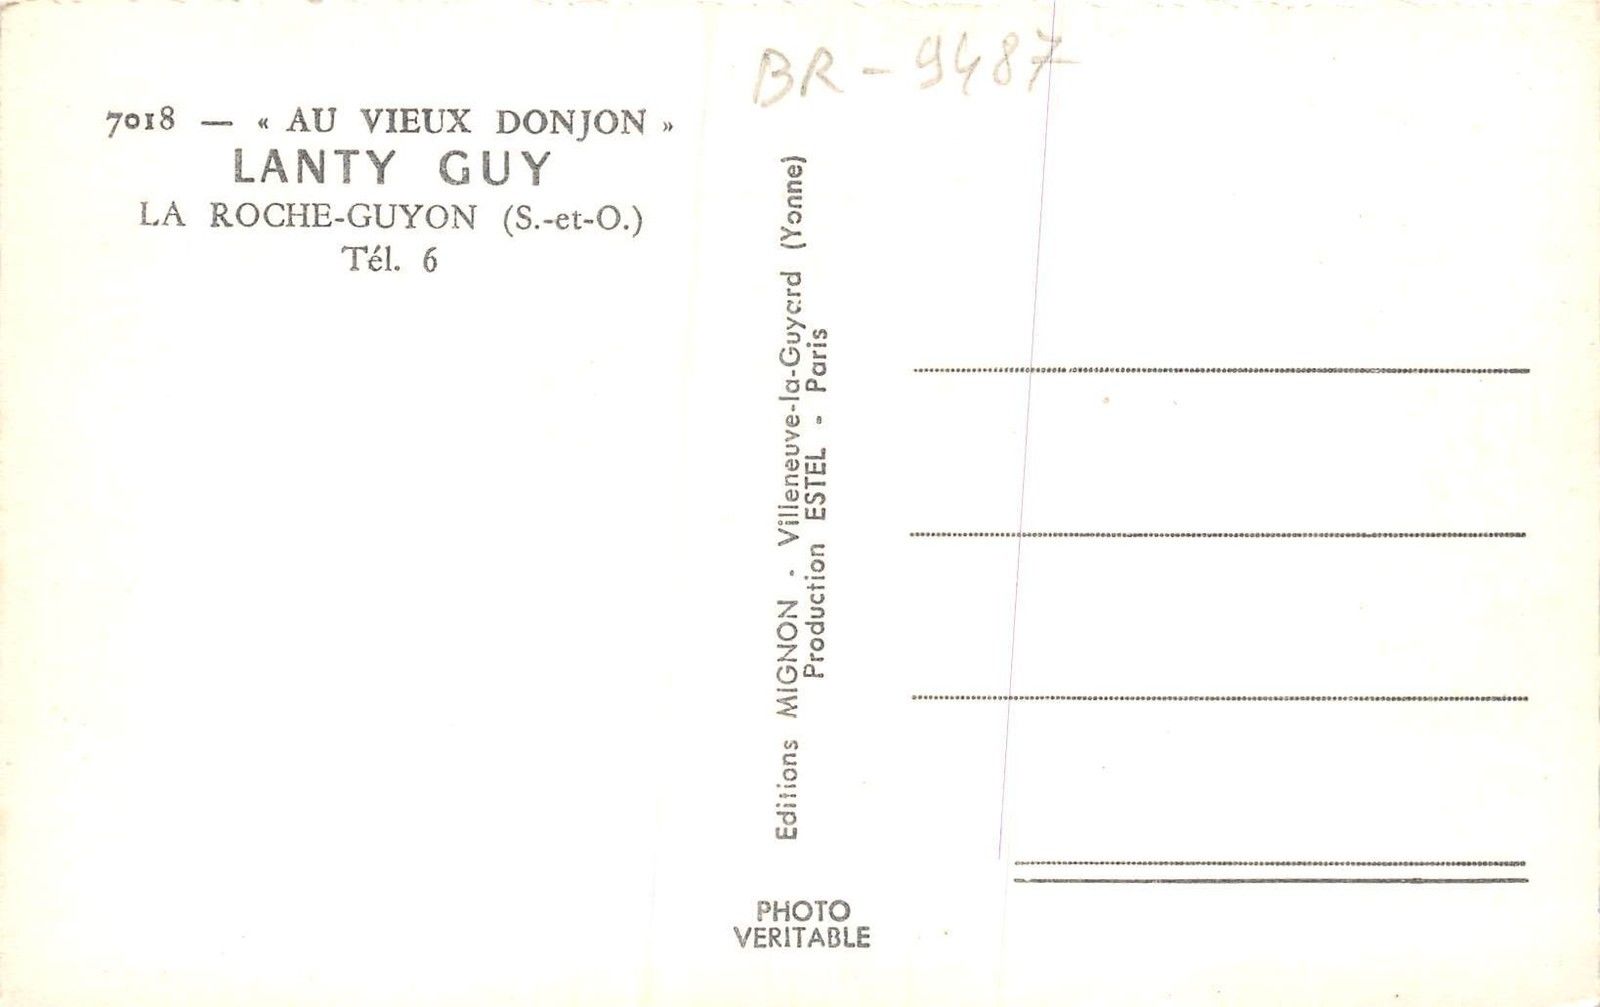 BR - 9487
7018 — « AU VIEUX DONJON »
LANTY GUY
LA ROCHE-GUYON (S.-et-O.)
Tél. 6
Editions MIGNON - Villeneuve-la-Guyard (Yonne)
Production ESTEL - Paris
PHOTO
VERITABLE